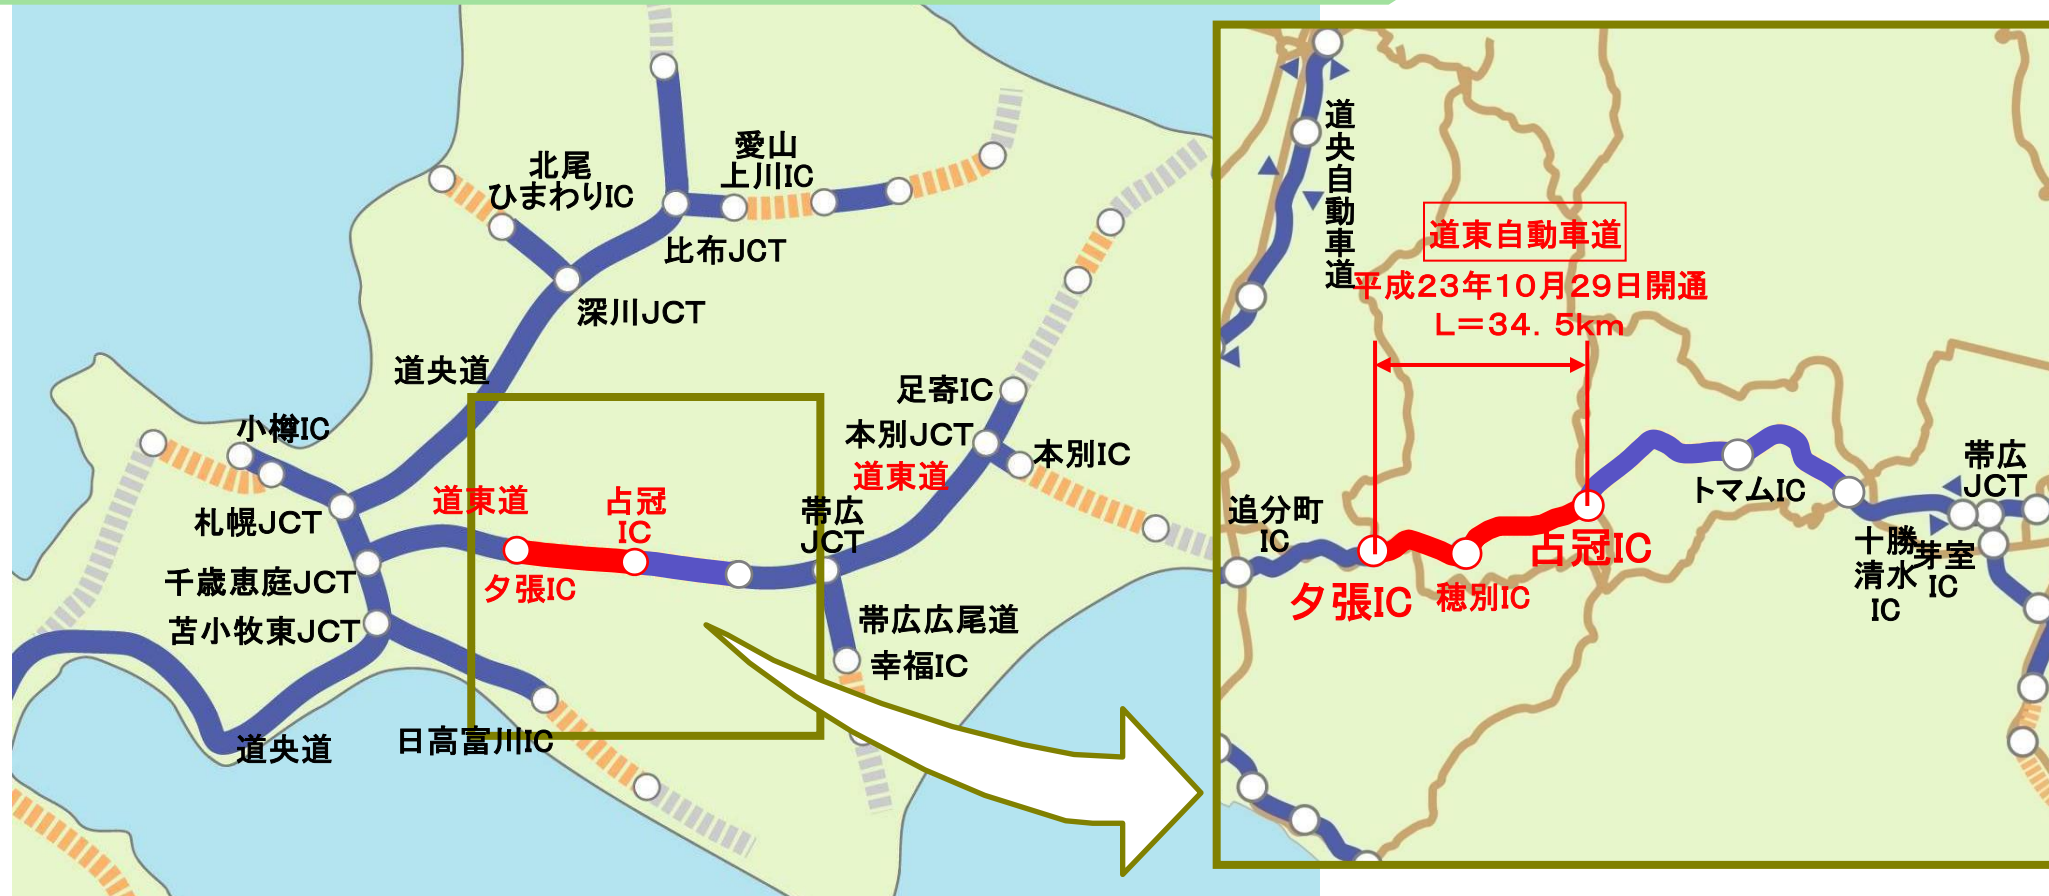 北尾
ひまわりIC
愛山
上川IC
比布JCT
深川JCT
道央道
足寄IC
小樽IC
本別JCT
本別IC
道東道
道東道
占冠
IC
帯広
JCT
札幌JCT
千歳恵庭JCT
夕張IC
苫小牧東JCT
帯広広尾道
幸福IC
道央道
日高富川IC
道央自動車道
道東自動車道
平成23年10月29日開通
L=34．5km
追分町
IC
夕張IC
穂別IC
占冠IC
トマムIC
十勝
清水
IC
芽室
IC
帯広
JCT